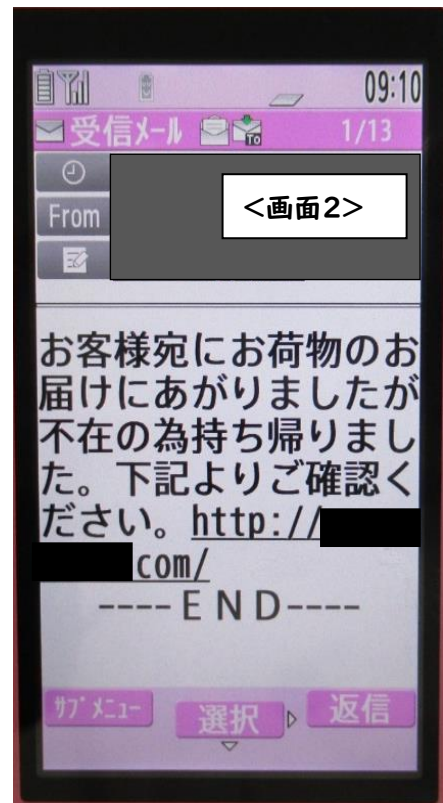 09:10
受信ﾒｰﾙ TO 1/13
From
＜画面2＞
お客様宛にお荷物のお
届けにあがりましたが
不在の為持ち帰りまし
た。下記よりご確認く
ださい。http://
com/
----END----
ｻﾌﾞﾒﾆｭｰ 選択 返信